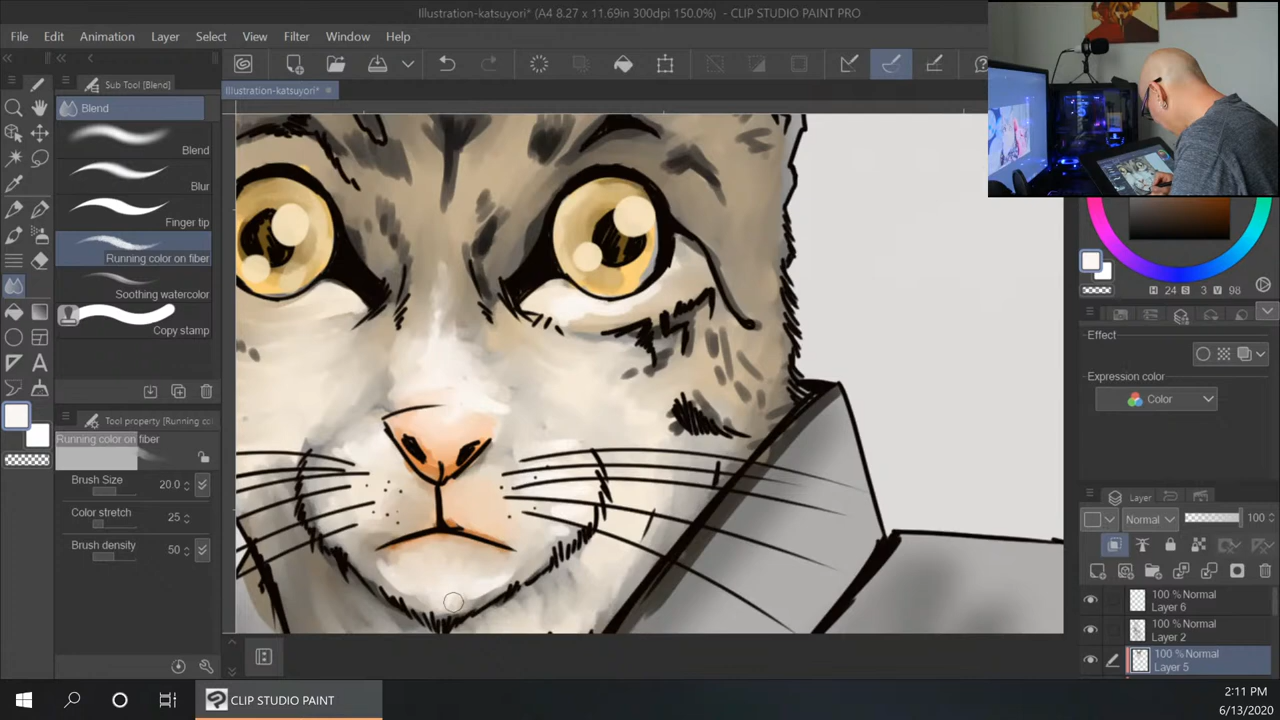 Illustration-katsuyori* (A4 8.27 x 11.69in 300dpi 150.0%) - CLIP STUDIO PAINT PRO
File Edit Animation Layer Select View Filter Window Help
Sub Tool [Blend]
Illustration-katsuyori*
Blend
Blend
Blur
Finger tip
Running color on fiber
Soothing watercolor
Copy stamp
Tool property [Running co
Running color on fiber
Brush Size 20.0
Color stretch 25
Brush density 50
H 24 S 3 V 98
Effect
Expression color
Color
Layer
Normal 100
100 % Normal
Layer 6
100 % Normal
Layer 2
100 % Normal
Layer 5
CLIP STUDIO PAINT
2:11 PM
6/13/2020